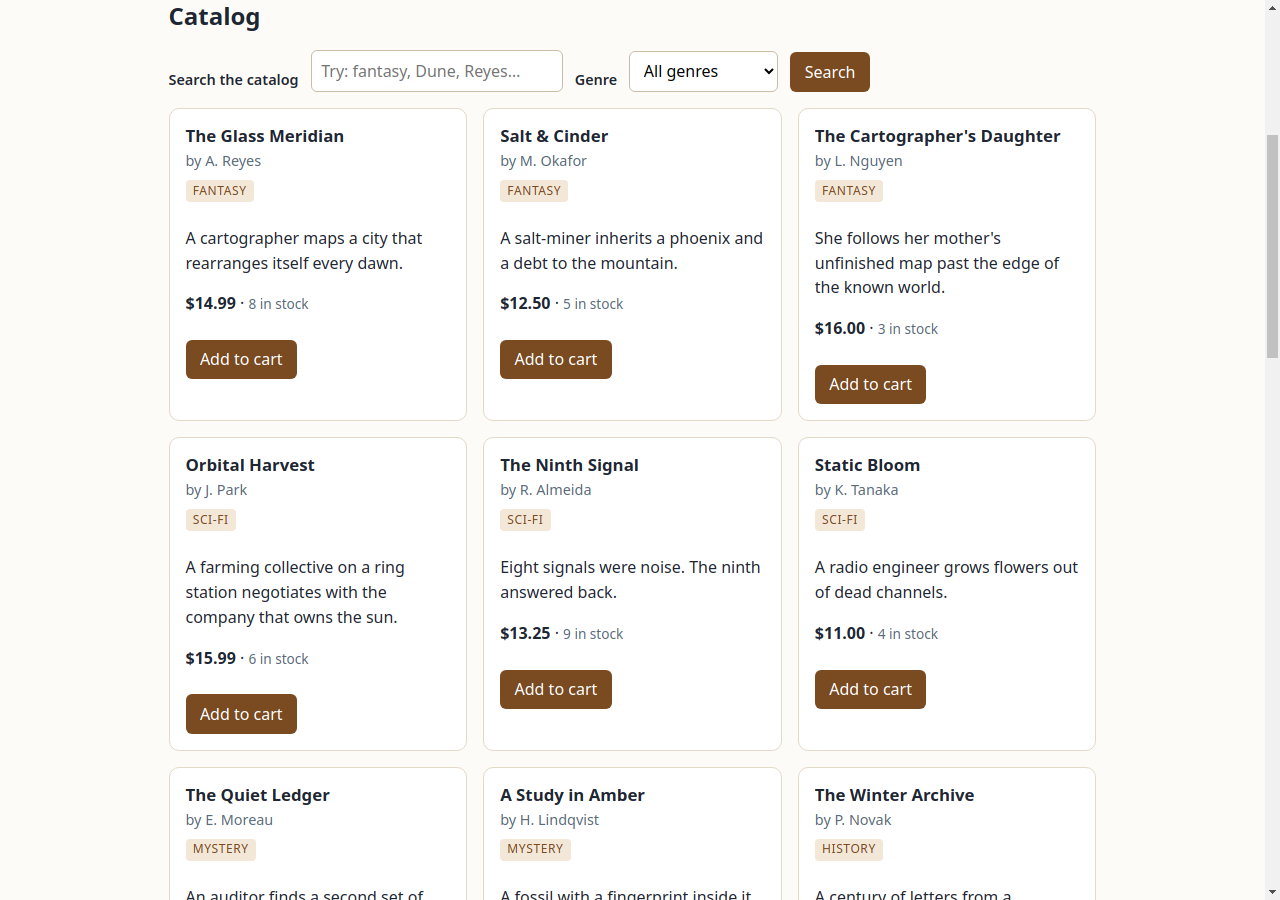 Catalog
Search the catalog
Try: fantasy, Dune, Reyes...
Genre
All genres
Search
The Glass Meridian
by A. Reyes
FANTASY
A cartographer maps a city that
rearranges itself every dawn.
$14.99 · 8 in stock
Add to cart
Salt & Cinder
by M. Okafor
FANTASY
A salt-miner inherits a phoenix and
a debt to the mountain.
$12.50 · 5 in stock
Add to cart
The Cartographer's Daughter
by L. Nguyen
FANTASY
She follows her mother's
unfinished map past the edge of
the known world.
$16.00 · 3 in stock
Add to cart
Orbital Harvest
by J. Park
SCI-FI
A farming collective on a ring
station negotiates with the
company that owns the sun.
$15.99 · 6 in stock
Add to cart
The Ninth Signal
by R. Almeida
SCI-FI
Eight signals were noise. The ninth
answered back.
$13.25 · 9 in stock
Add to cart
Static Bloom
by K. Tanaka
SCI-FI
A radio engineer grows flowers out
of dead channels.
$11.00 · 4 in stock
Add to cart
The Quiet Ledger
by E. Moreau
MYSTERY
An auditor finds a second set of
A Study in Amber
by H. Lindqvist
MYSTERY
A fossil with a fingerprint inside it
The Winter Archive
by P. Novak
HISTORY
A century of letters from a